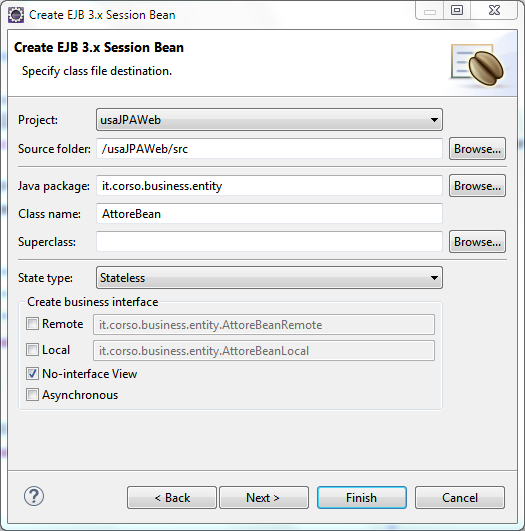 Create EJB 3.x Session Bean
Create EJB 3.x Session Bean
Specify class file destination.
Project: usaJPAWeb
Source folder: /usaJPAWeb/src Browse...
Java package: it.corso.business.entity Browse...
Class name: AttoreBean
Superclass: Browse...
State type: Stateless
Create business interface
Remote it.corso.business.entity.AttoreBeanRemote
Local it.corso.business.entity.AttoreBeanLocal
No-interface View
Asynchronous
? < Back Next > Finish Cancel